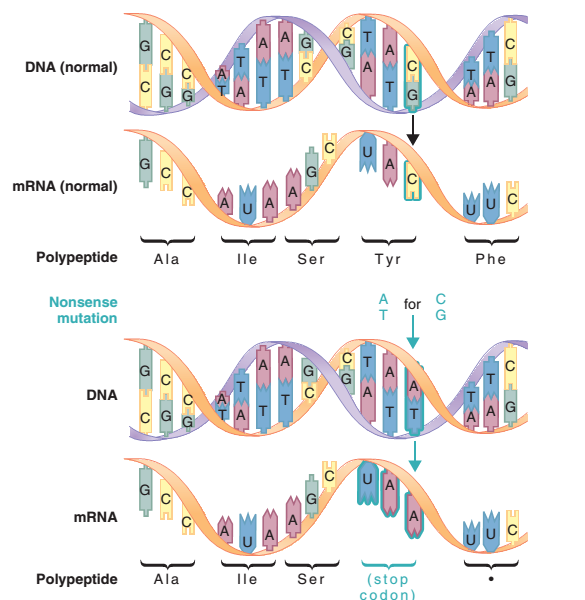 G C C A T A A G C T A C T T C
DNA (normal)
C G G T A T T C G A T G A A G
mRNA (normal)
G C C A U A A G C U A C U U C
Polypeptide Ala Ile Ser Tyr Phe
Nonsense
mutation
A for C
T G
G C C A T A A G C T A A T T C
DNA
C G G T A T T C G A T T A A G
mRNA
G C C A U A A G C U A A U U C
Polypeptide Ala Ile Ser (stop
codon) •